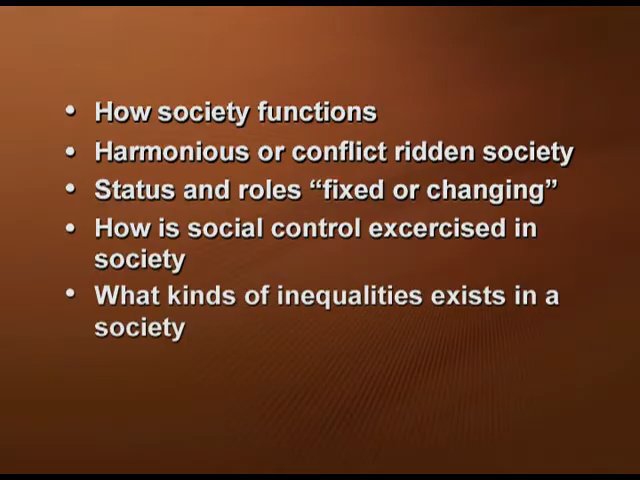 • How society functions
• Harmonious or conflict ridden society
• Status and roles “fixed or changing”
• How is social control excercised in
society
• What kinds of inequalities exists in a
society